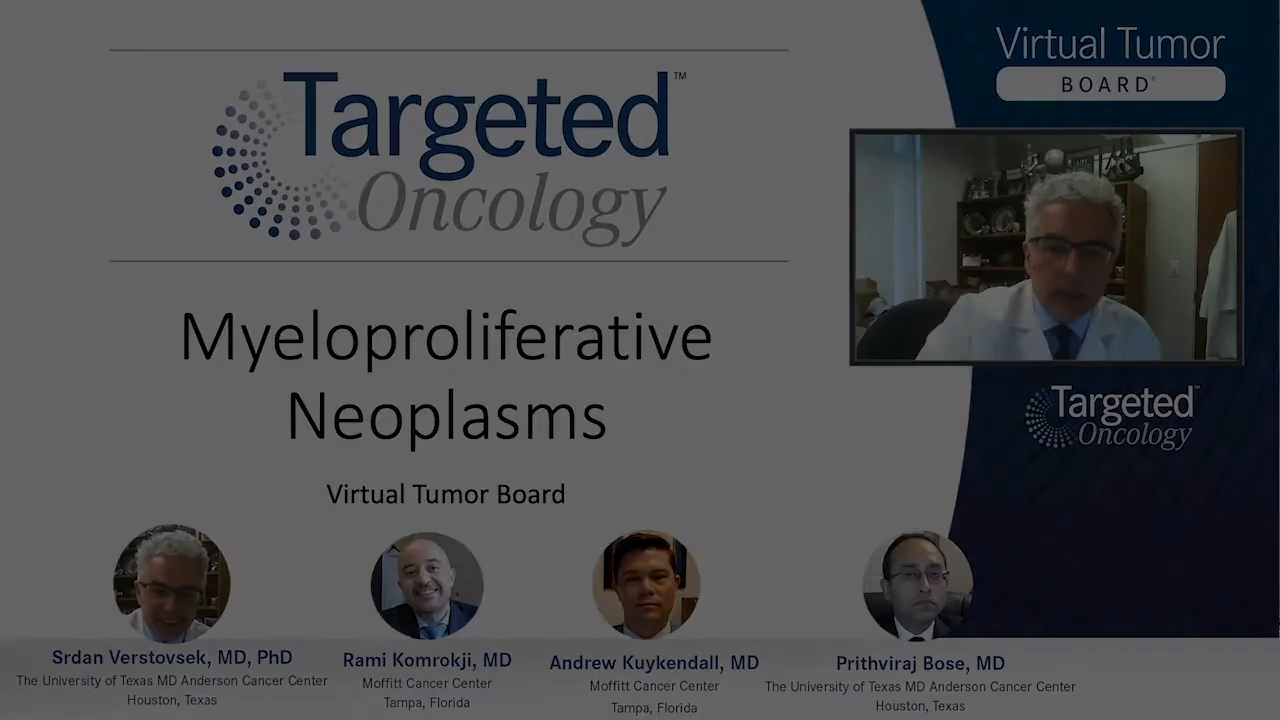 Targeted™
Oncology
Myeloproliferative
Neoplasms
Virtual Tumor Board
Virtual Tumor
BOARD®
Targeted™
Oncology
Srdan Verstovsek, MD, PhD
The University of Texas MD Anderson Cancer Center
Houston, Texas
Rami Komrokji, MD
Moffitt Cancer Center
Tampa, Florida
Andrew Kuykendall, MD
Moffitt Cancer Center
Tampa, Florida
Prithviraj Bose, MD
The University of Texas MD Anderson Cancer Center
Houston, Texas